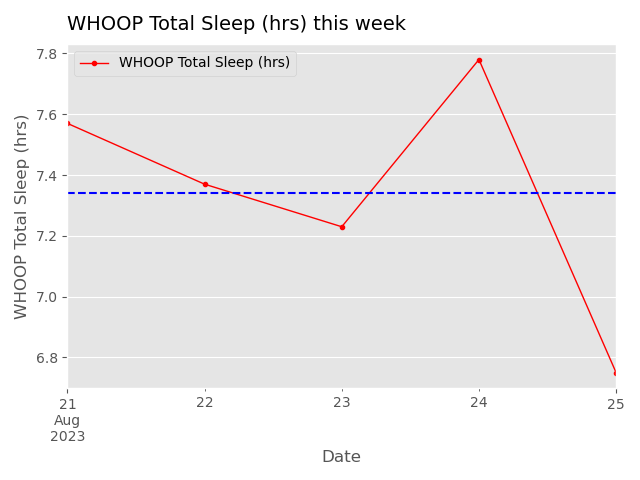 WHOOP Total Sleep (hrs) this week
WHOOP Total Sleep (hrs)
WHOOP Total Sleep (hrs)
7.8
7.6
7.4
7.2
7.0
6.8
21 22 23 24 25
Aug
2023
Date